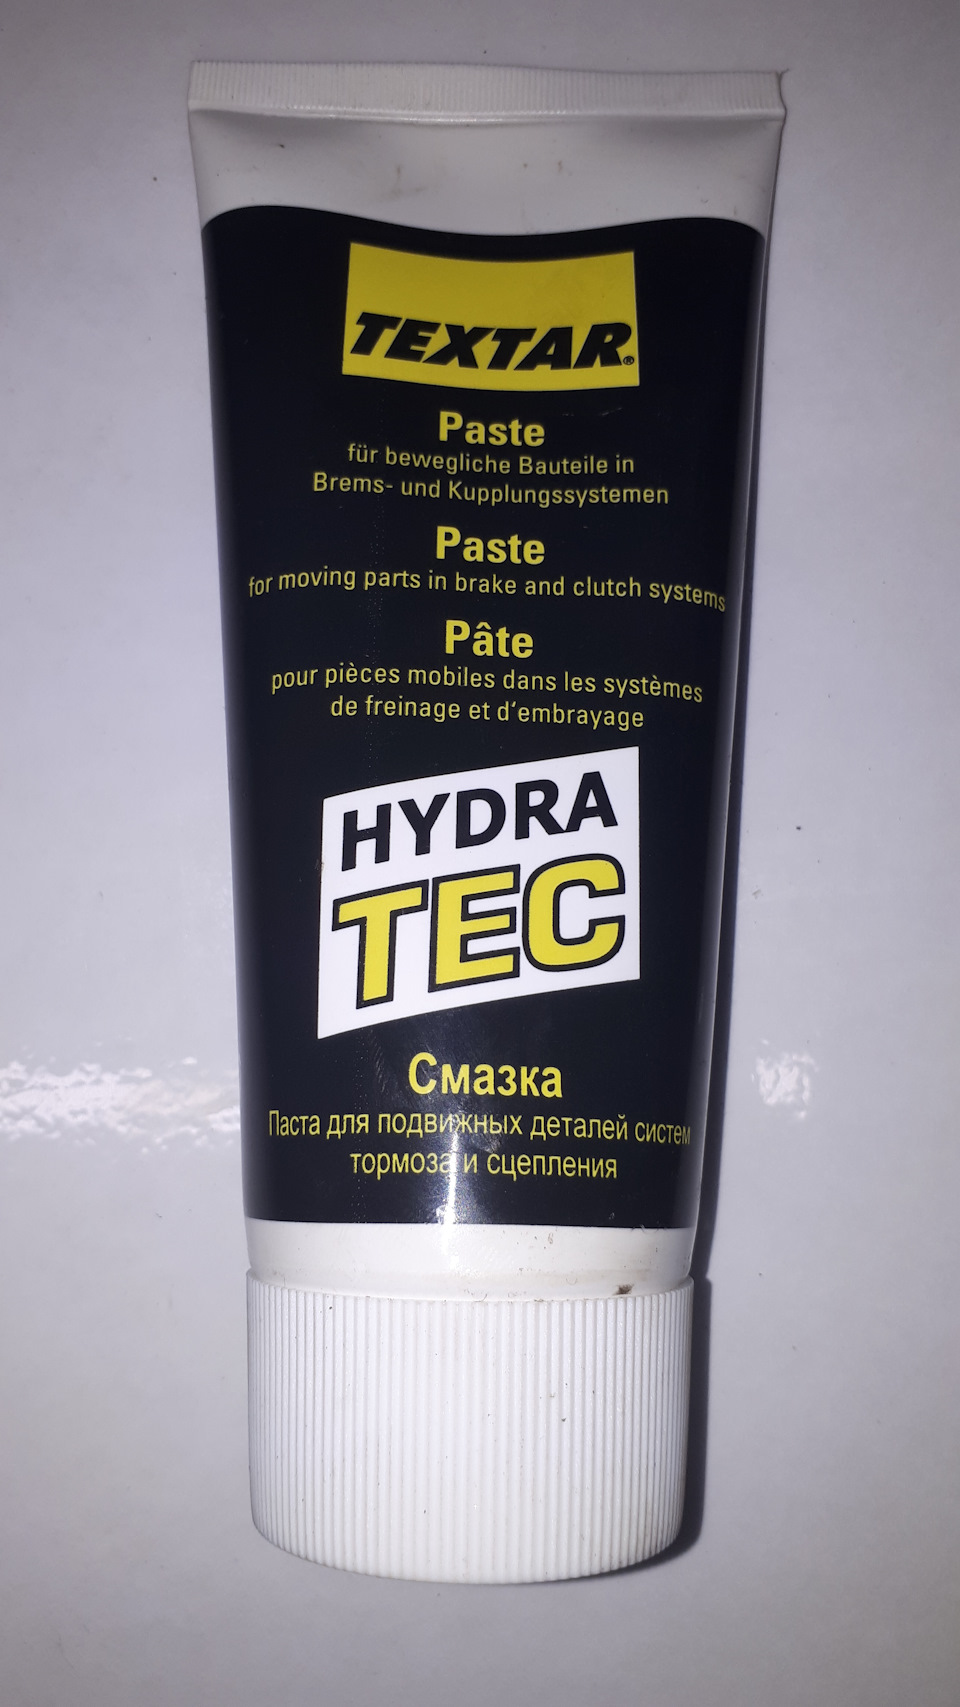 TEXTAR®
Paste
für bewegliche Bauteile in
Brems- und Kupplungssystemen
Paste
for moving parts in brake and clutch systems
Pâte
pour pièces mobiles dans les systèmes
de freinage et d‘embrayage
HYDRA
TEC
Смазка
Паста для подвижных деталей систем
тормоза и сцепления